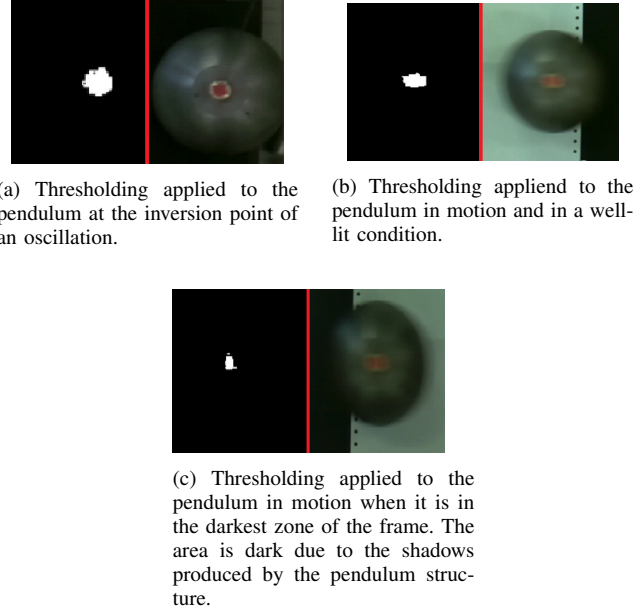 (a) Thresholding applied to the
pendulum at the inversion point of
an oscillation.
(b) Thresholding appliend to the
pendulum in motion and in a well-
lit condition.
(c) Thresholding applied to the
pendulum in motion when it is in
the darkest zone of the frame. The
area is dark due to the shadows
produced by the pendulum struc-
ture.